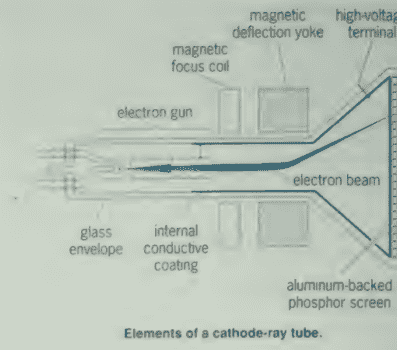 magnetic
deflection yoke
high-voltag
terminal
magnetic
focus coil
electron gun
electron beam
glass
envelope
internal
conductive
coating
aluminum-backed
phosphor screen
Elements of a cathode-ray tube.